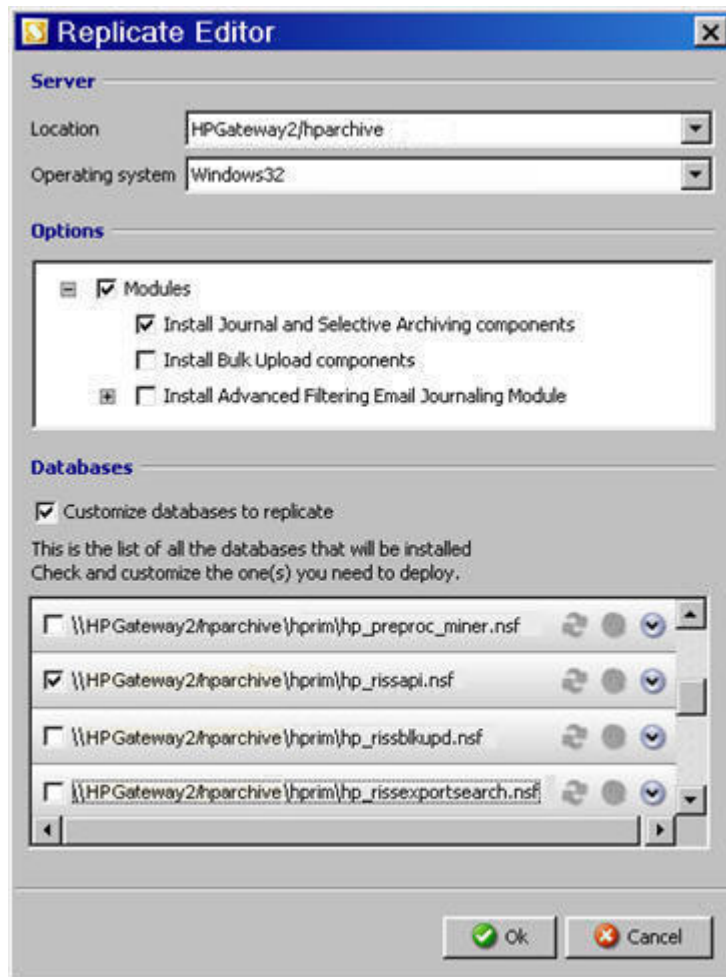 Replicate Editor
Server
Location HPGateway2/hparchive
Operating system Windows32
Options
Modules
Install Journal and Selective Archiving components
Install Bulk Upload components
Install Advanced Filtering Email Journaling Module
Databases
Customize databases to replicate
This is the list of all the databases that will be installed
Check and customize the one(s) you need to deploy.
\\HPGateway2/hparchive\hprim\hp_preproc_miner.nsf
\\HPGateway2/hparchive\hprim\hp_rissapi.nsf
\\HPGateway2/hparchive\hprim\hp_rissblkupd.nsf
\\HPGateway2/hparchive\hprim\hp_rissexportsearch.nsf
Ok Cancel